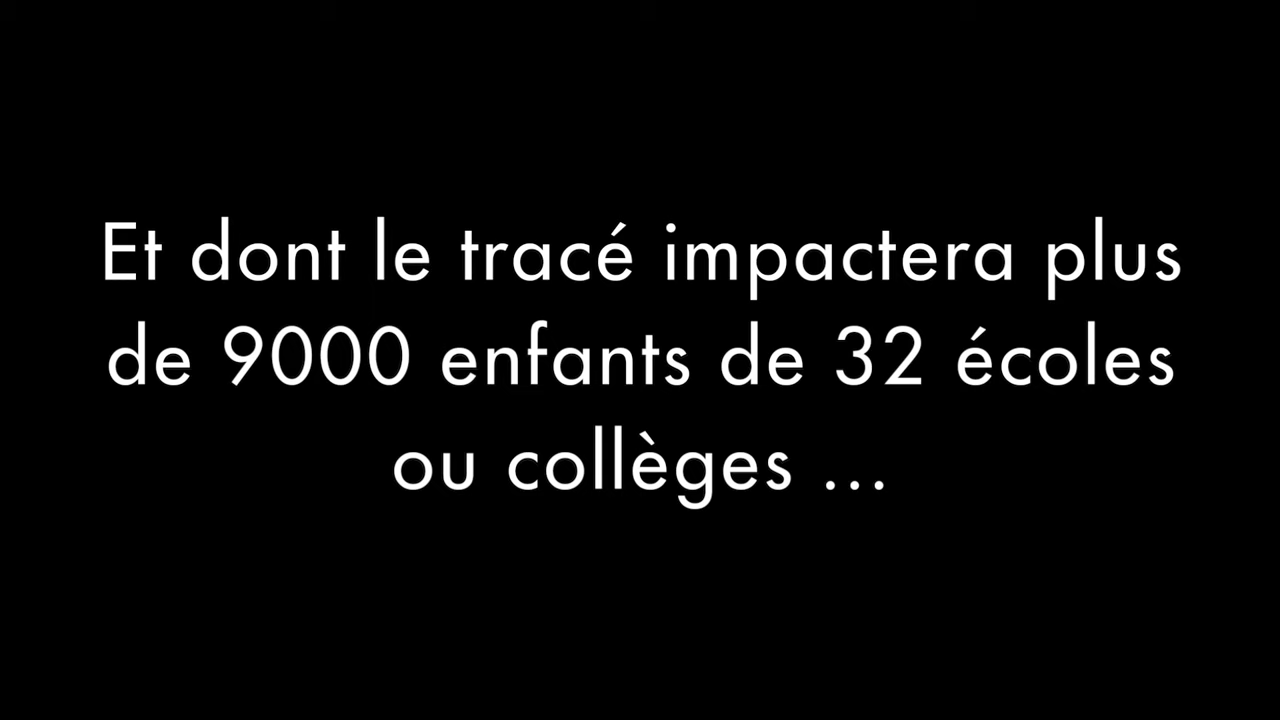 Et dont le tracé impactera plus
de 9000 enfants de 32 écoles
ou collèges ...